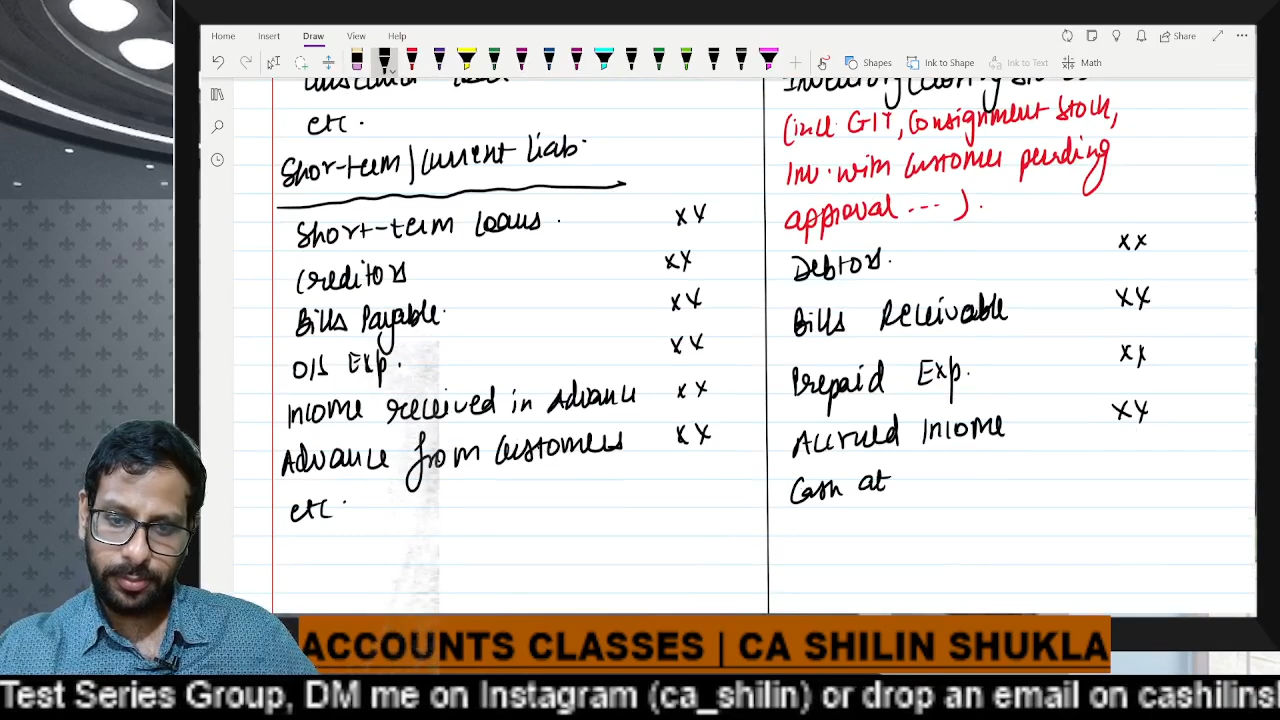 Home Insert Draw View Help
Share
Shapes Ink to Shape Ink to Text Math
etc.
Short-term/Current Liab.
Short-term loans. xx
Creditors xx
Bills Payable. xx
O/S Exp. xx
Income received in Advance xx
Advance from Customers xx
etc.
(incl. GIT, Consignment Stock,
Inv. with Customer pending
approval --- ).
Debtors. xx
Bills Receivable xx
Prepaid Exp. xx
Accrued Income xx
Cash at
ACCOUNTS CLASSES | CA SHILIN SHUKLA
Test Series Group, DM me on Instagram (ca_shilin) or drop an email on cashilins